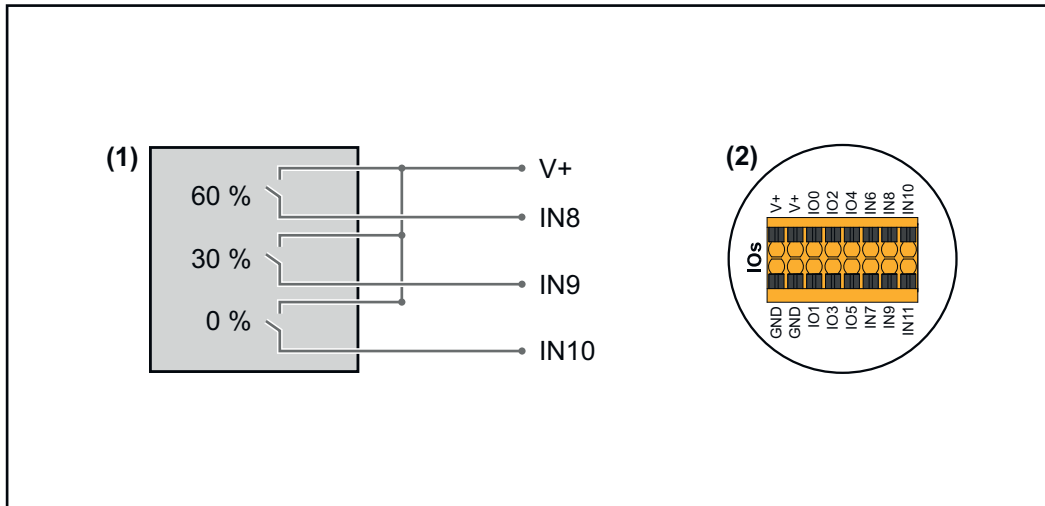 (1)
60 %
30 %
0 %
V+
IN8
IN9
IN10
(2)
IOs
V+ V+ IO0 IO2 IO4 IN6 IN8 IN10
GND GND IO1 IO3 IO5 IN7 IN9 IN11